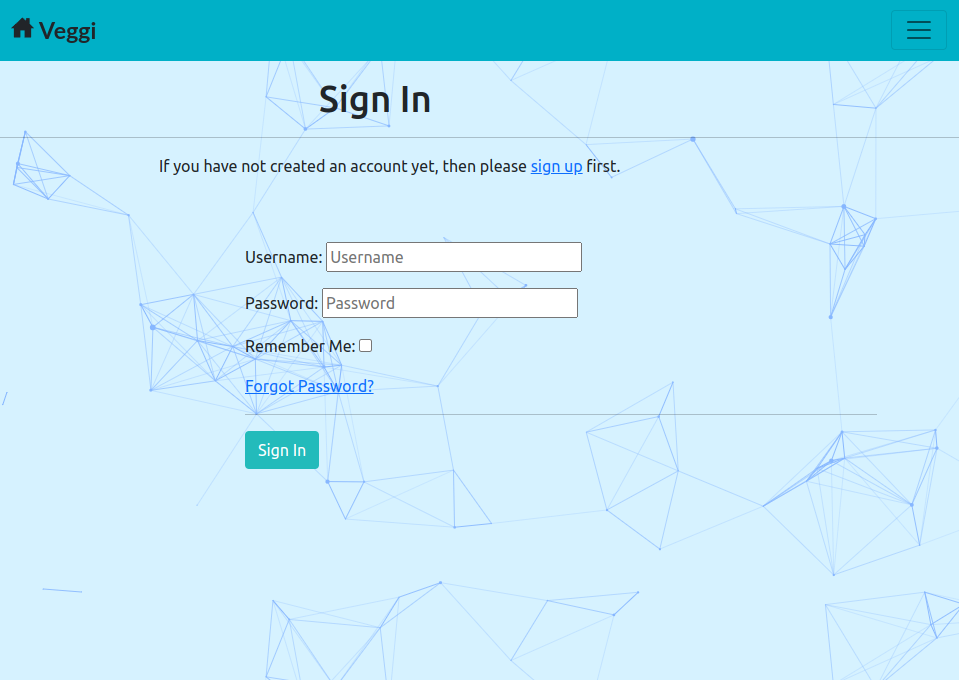 Veggi
Sign In
If you have not created an account yet, then please sign up first.
Username: Username
Password: Password
Remember Me:
Forgot Password?
Sign In